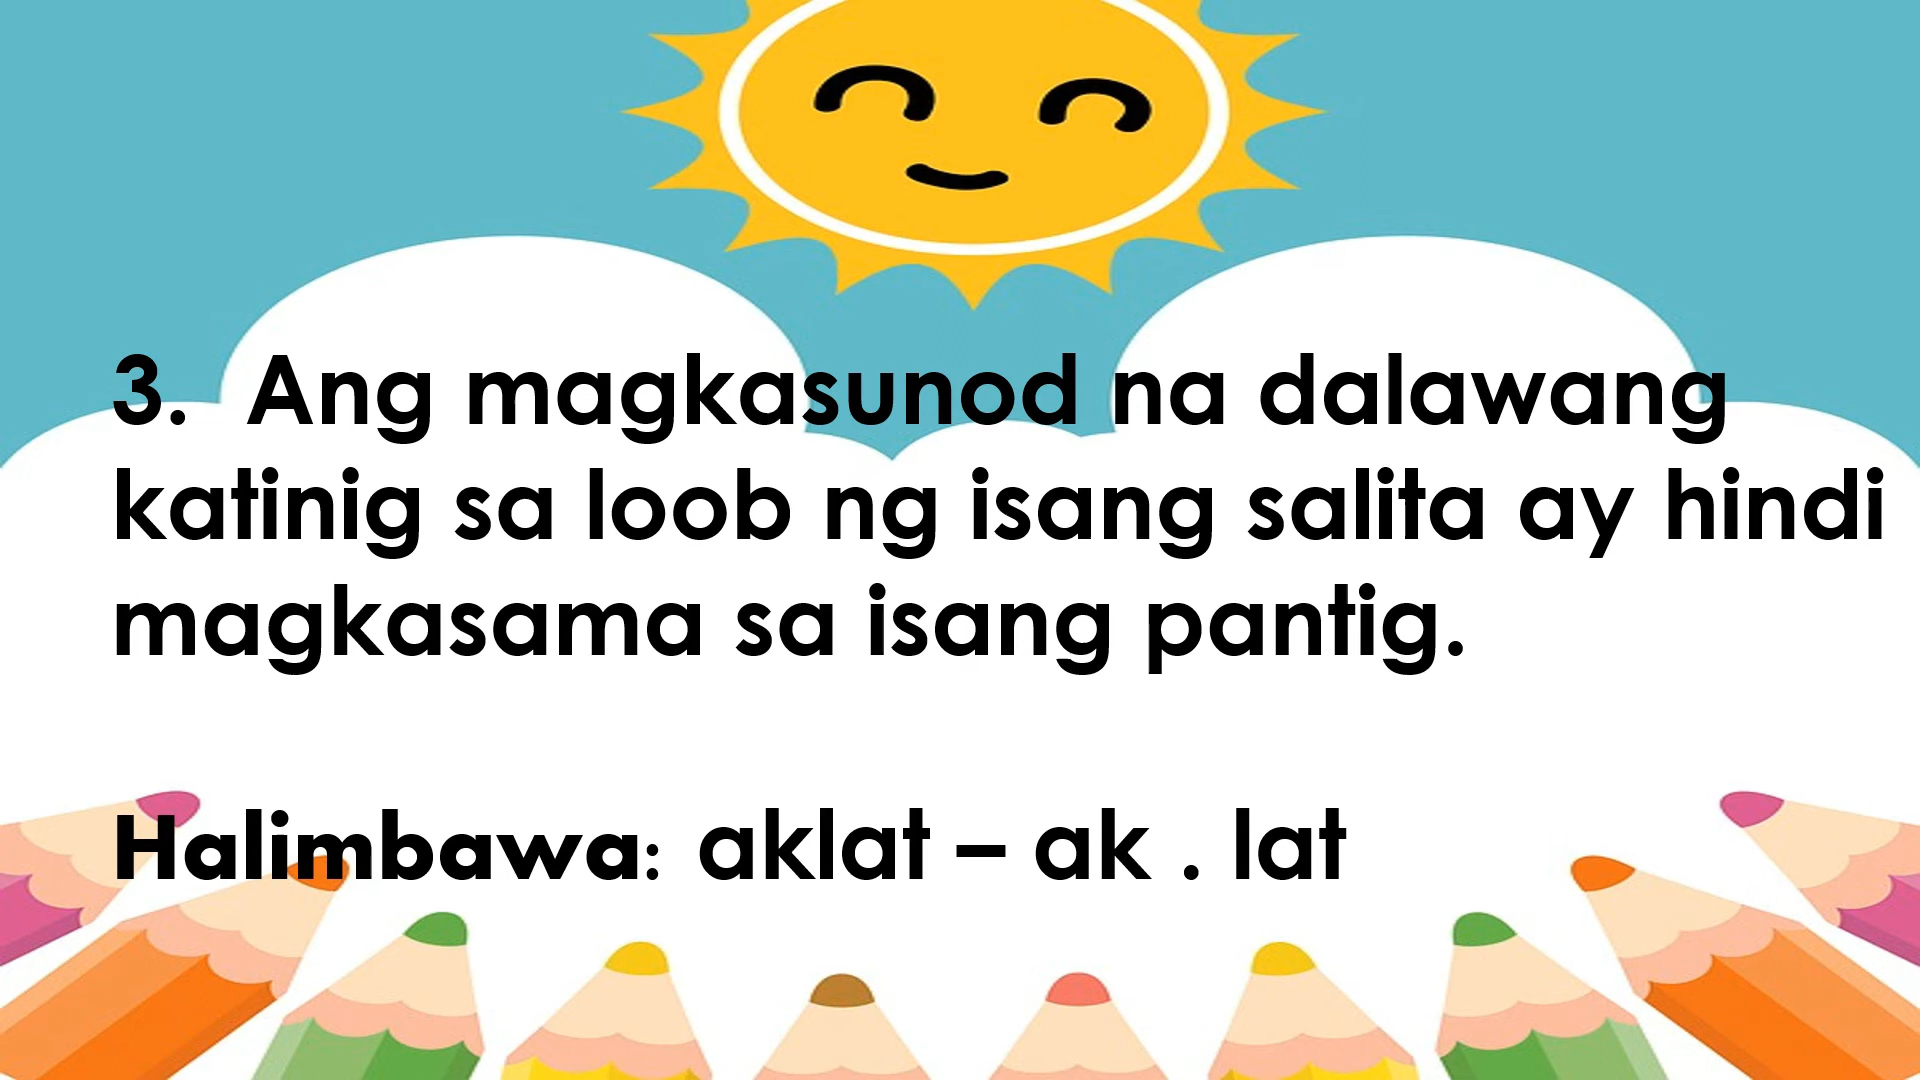 3. Ang magkasunod na dalawang
katinig sa loob ng isang salita ay hindi
magkasama sa isang pantig.
Halimbawa: aklat – ak . lat